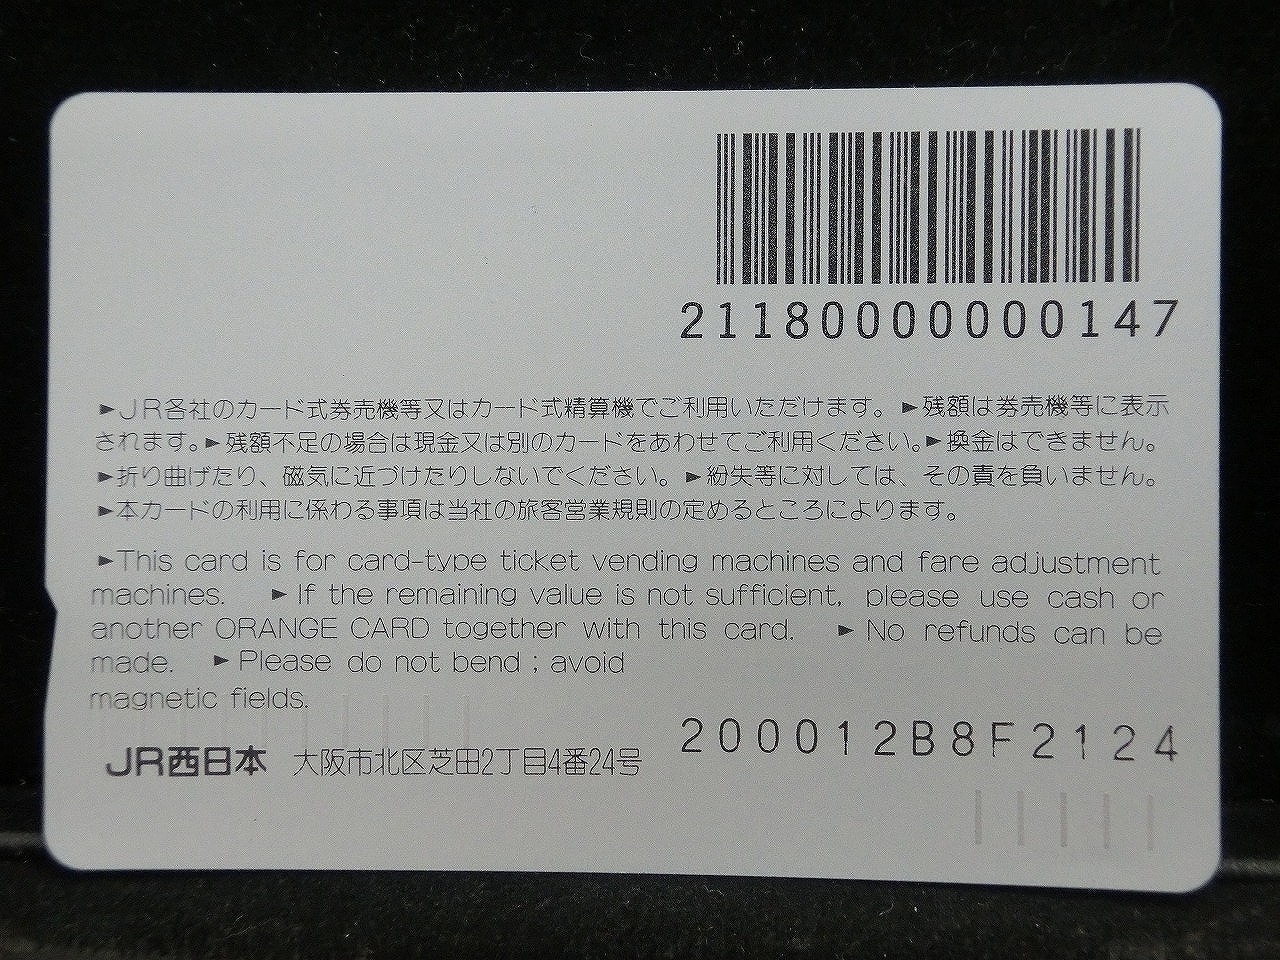 21180000000147
►JR各社のカード式券売機等又はカード式精算機でご利用いただけます。►残額は券売機等に表示
されます。►残額不足の場合は現金又は別のカードをあわせてご利用ください。►換金はできません。
►折り曲げたり、磁気に近づけたりしないでください。►紛失等に対しては、その責を負いません。
►本カードの利用に係わる事項は当社の旅客営業規則の定めるところによります。
►This card is for card-type ticket vending machines and fare adjustment
machines. ►If the remaining value is not sufficient, please use cash or
another ORANGE CARD together with this card. ►No refunds can be
made. ►Please do not bend ; avoid
magnetic fields.
200012B8F2124
JR西日本 大阪市北区芝田2丁目4番24号